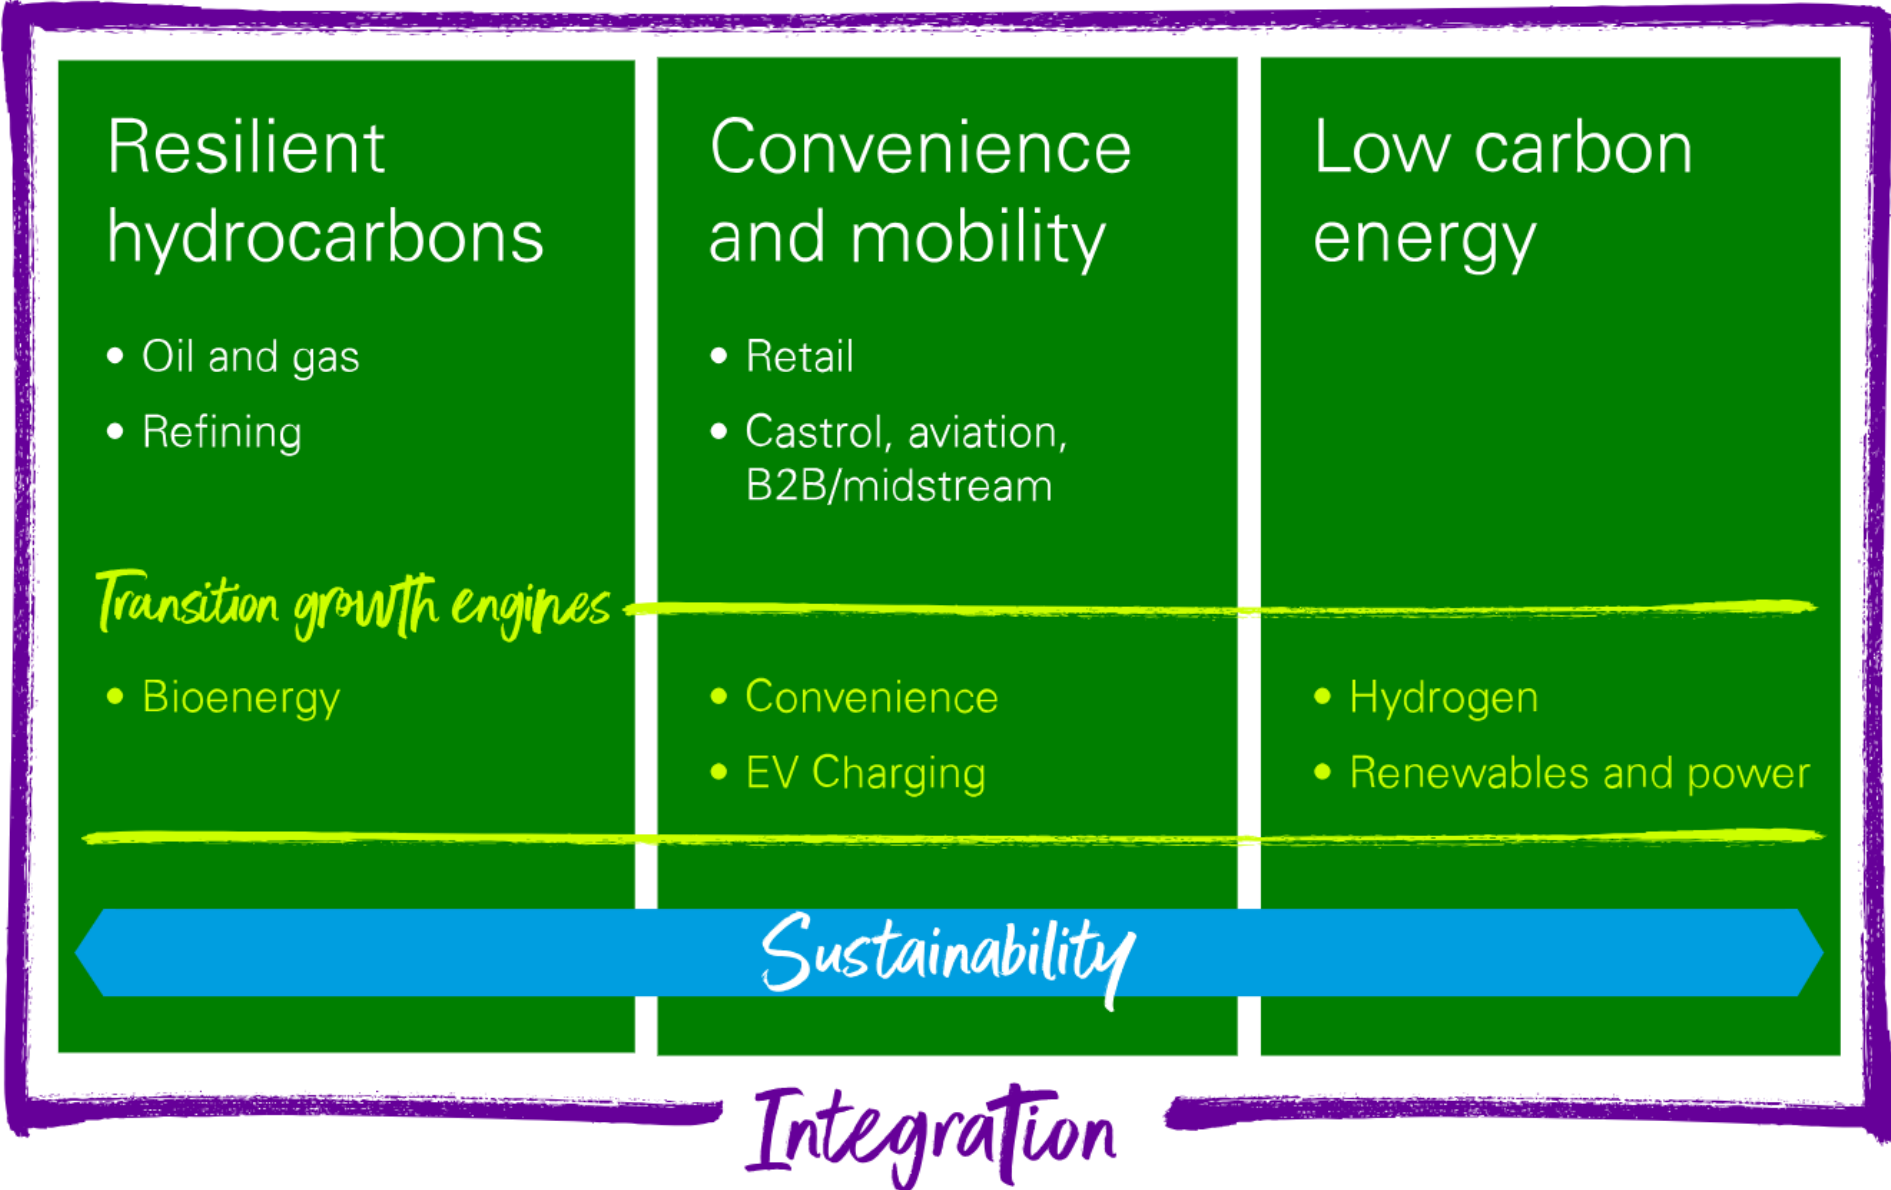 Resilient
hydrocarbons
• Oil and gas
• Refining
Convenience
and mobility
• Retail
• Castrol, aviation,
B2B/midstream
Low carbon
energy
Transition growth engines
• Bioenergy
• Convenience
• EV Charging
• Hydrogen
• Renewables and power
Sustainability
Integration